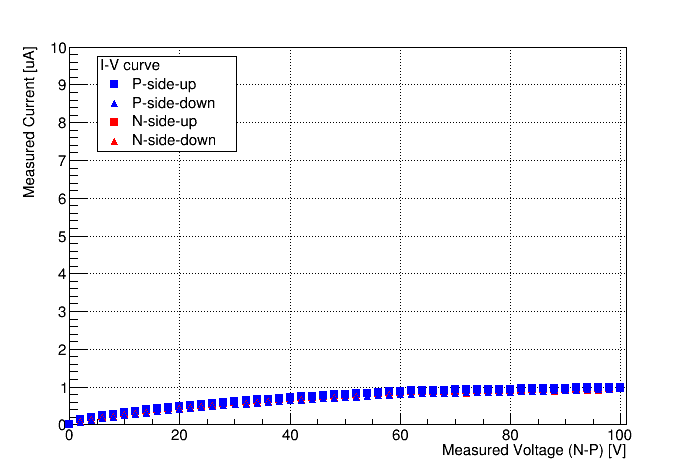 Measured Current [uA]
10
9
8
7
6
5
4
3
2
1
0
I-V curve
P-side-up
P-side-down
N-side-up
N-side-down
0 20 40 60 80 100
Measured Voltage (N-P) [V]